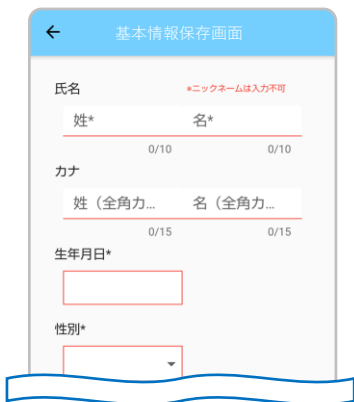 基本情報保存画面
氏名 *ニックネームは入力不可
姓* 名*
0/10 0/10
カナ
姓（全角カ... 名（全角カ...
0/15 0/15
生年月日*
性別*